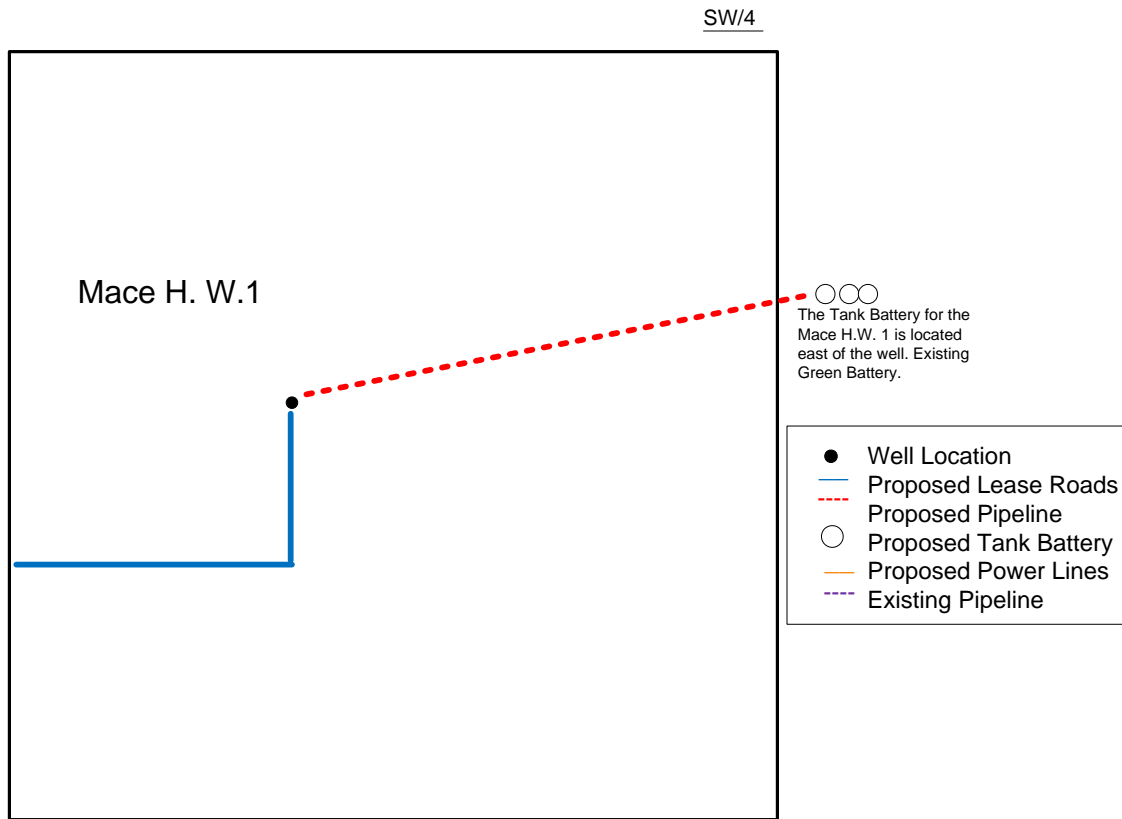 SW/4
Mace H. W.1
The Tank Battery for the
Mace H.W. 1 is located
east of the well. Existing
Green Battery.
Well Location
Proposed Lease Roads
Proposed Pipeline
Proposed Tank Battery
Proposed Power Lines
Existing Pipeline